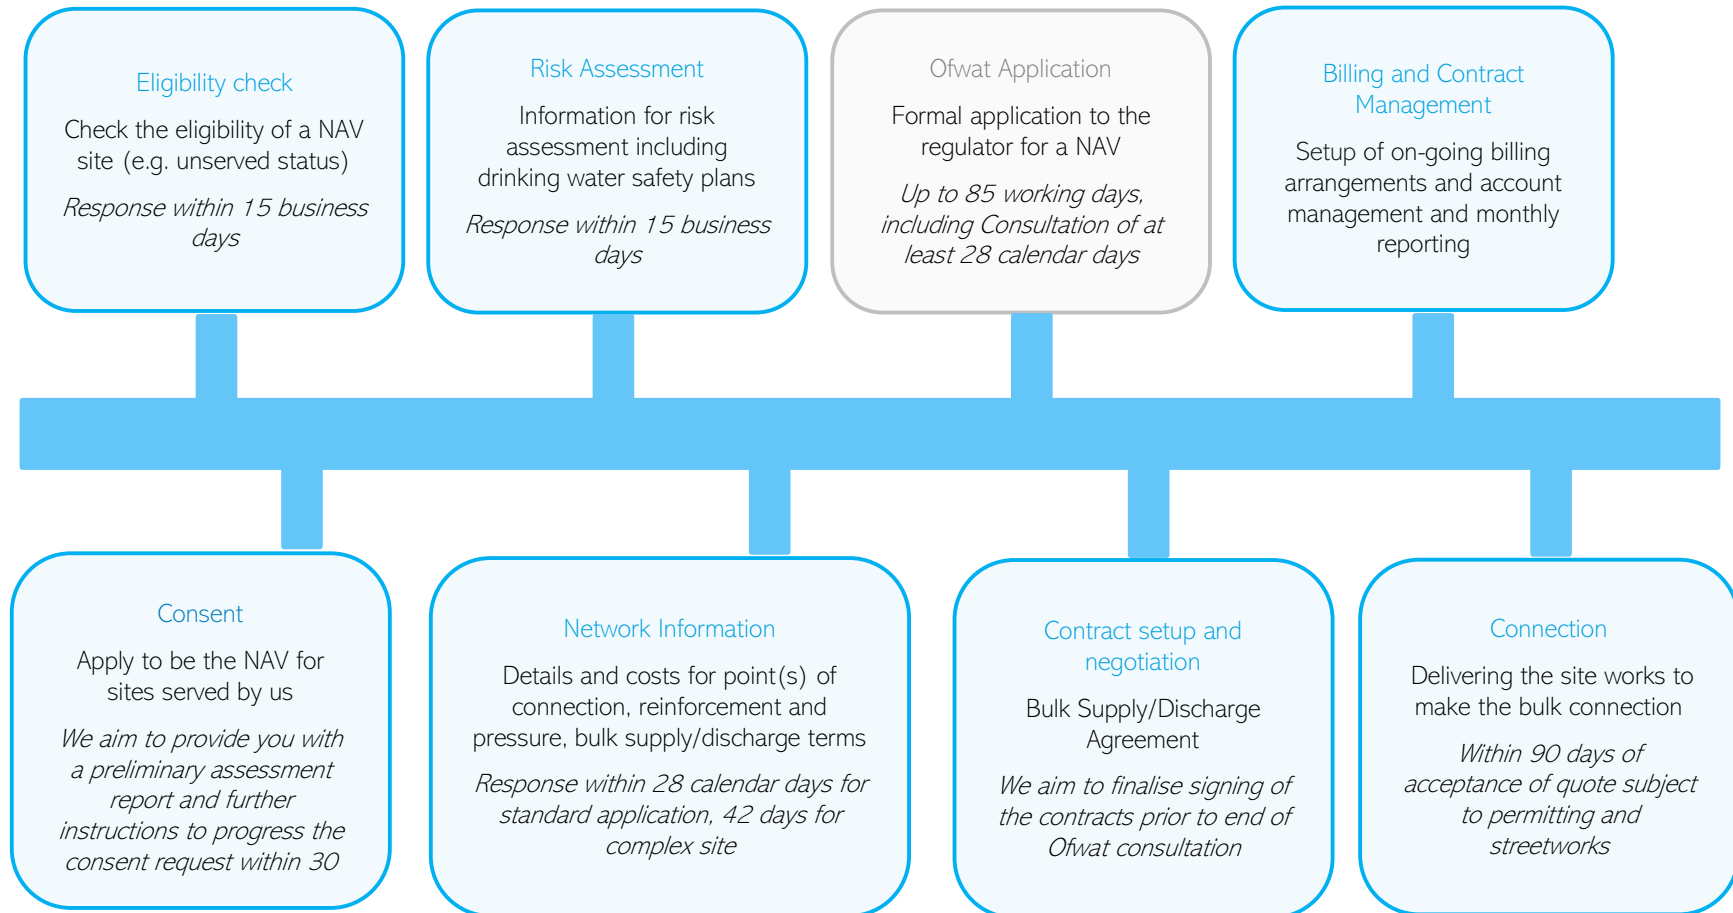 Eligibility check
Check the eligibility of a NAV
site (e.g. unserved status)
Response within 15 business
days
Risk Assessment
Information for risk
assessment including
drinking water safety plans
Response within 15 business
days
Ofwat Application
Formal application to the
regulator for a NAV
Up to 85 working days,
including Consultation of at
least 28 calendar days
Billing and Contract
Management
Setup of on-going billing
arrangements and account
management and monthly
reporting
Consent
Apply to be the NAV for
sites served by us
We aim to provide you with
a preliminary assessment
report and further
instructions to progress the
consent request within 30
Network Information
Details and costs for point(s) of
connection, reinforcement and
pressure, bulk supply/discharge terms
Response within 28 calendar days for
standard application, 42 days for
complex site
Contract setup and
negotiation
Bulk Supply/Discharge
Agreement
We aim to finalise signing of
the contracts prior to end of
Ofwat consultation
Connection
Delivering the site works to
make the bulk connection
Within 90 days of
acceptance of quote subject
to permitting and
streetworks